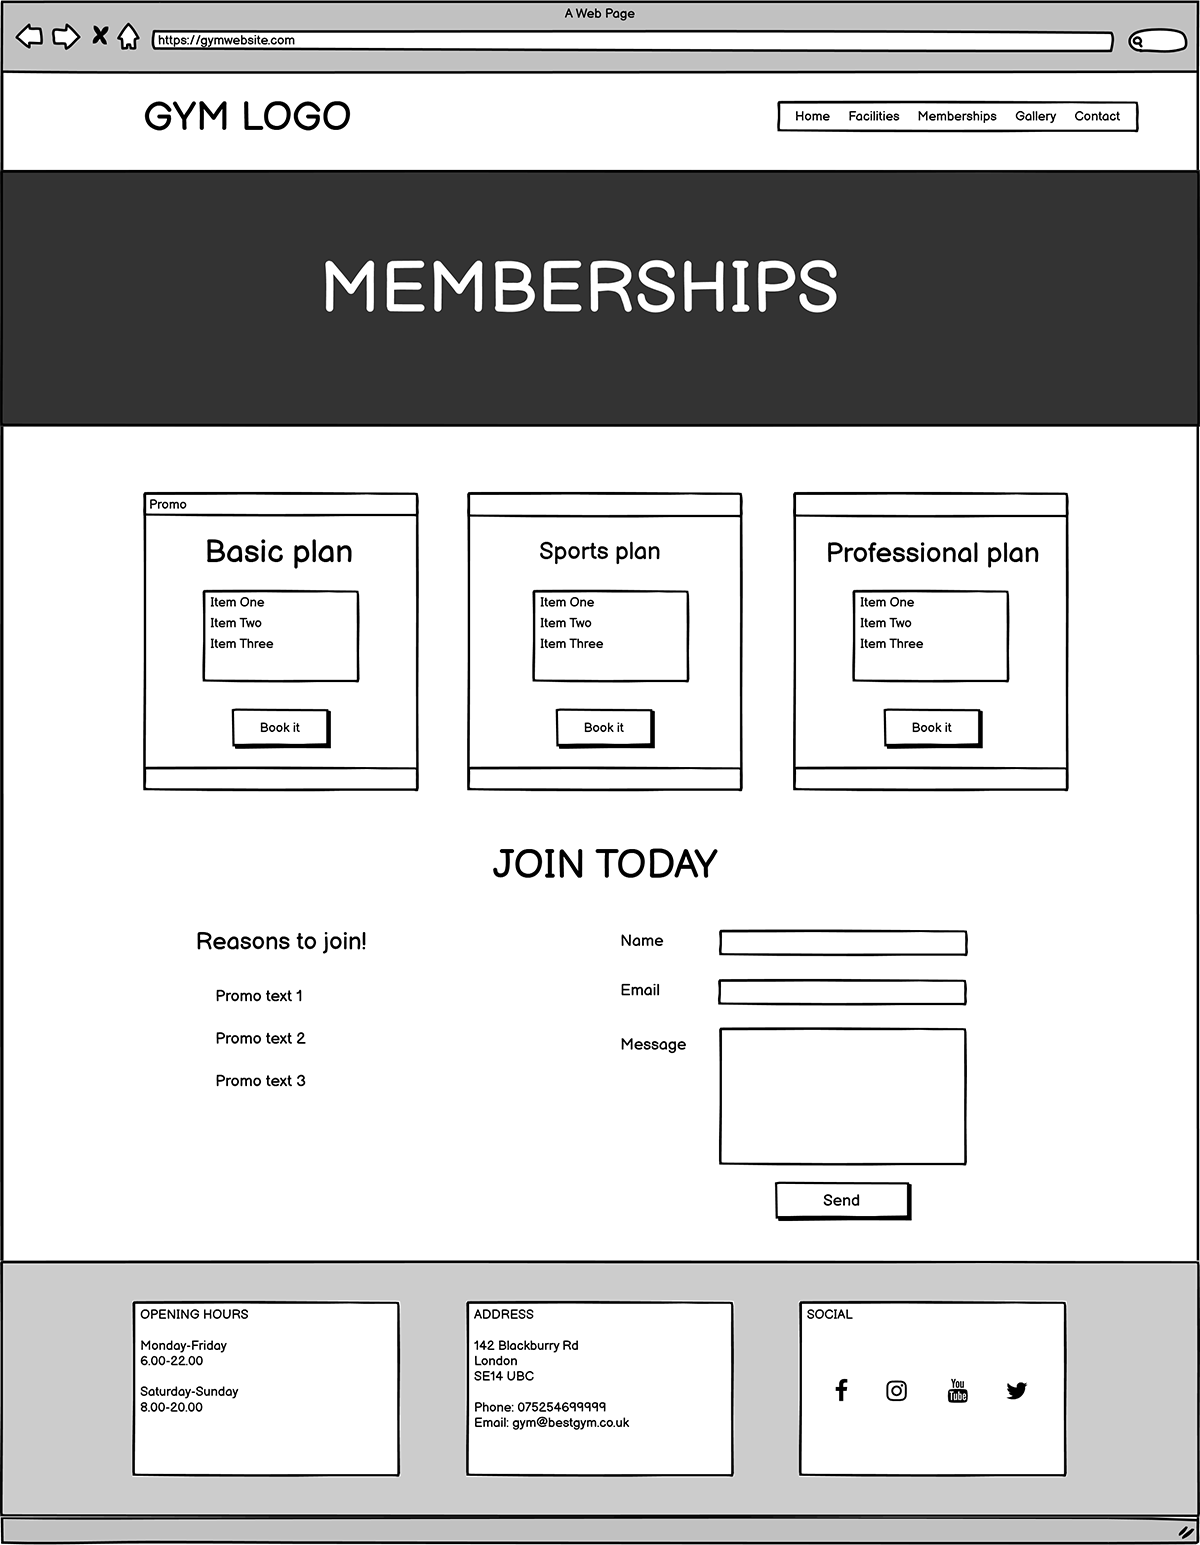 A Web Page
https://gymwebsite.com
GYM LOGO
Home Facilities Memberships Gallery Contact
MEMBERSHIPS
Promo
Basic plan
Item One
Item Two
Item Three
Book it
Sports plan
Item One
Item Two
Item Three
Book it
Professional plan
Item One
Item Two
Item Three
Book it
JOIN TODAY
Reasons to join!
Promo text 1
Promo text 2
Promo text 3
Name
Email
Message
Send
OPENING HOURS
Monday-Friday
6.00-22.00
Saturday-Sunday
8.00-20.00
ADDRESS
142 Blackburry Rd
London
SE14 UBC
Phone: 075254699999
Email: gym@bestgym.co.uk
SOCIAL
You
Tube